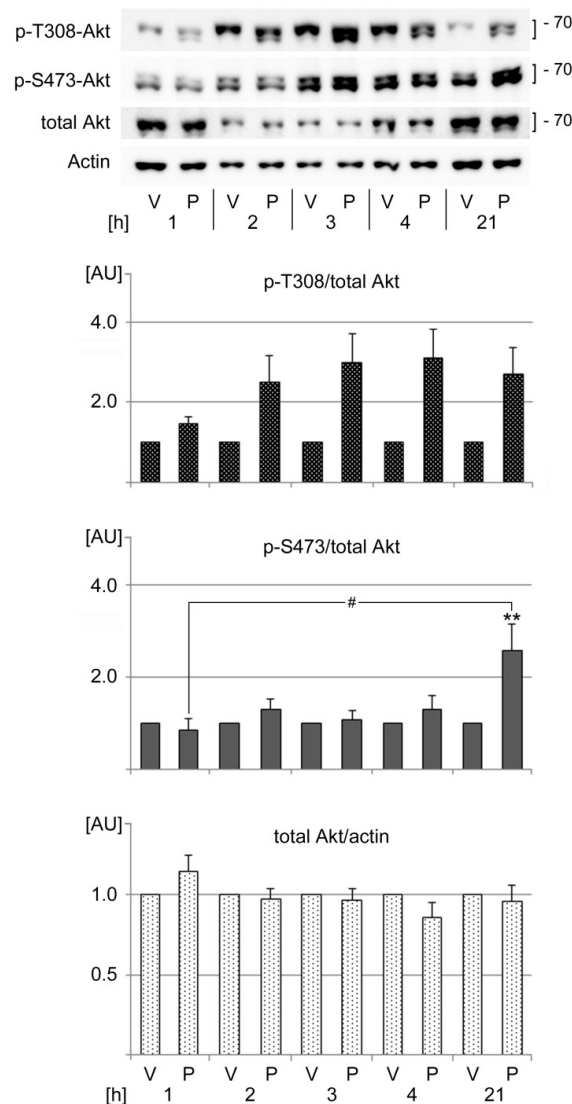 p-T308-Akt - 70
p-S473-Akt - 70
total Akt - 70
Actin
V P V P V P V P V P
[h] 1 2 3 4 21
[AU] p-T308/total Akt
4.0
2.0
[AU] p-S473/total Akt
4.0
#
**
2.0
[AU] total Akt/actin
1.0
0.5
V P V P V P V P V P
[h] 1 2 3 4 21